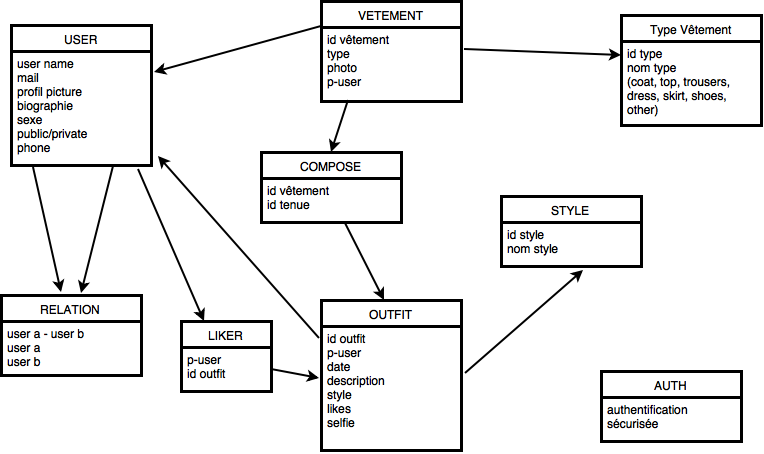 USER
user name
mail
profil picture
biographie
sexe
public/private
phone
VETEMENT
id vêtement
type
photo
p-user
Type Vêtement
id type
nom type
(coat, top, trousers,
dress, skirt, shoes,
other)
COMPOSE
id vêtement
id tenue
STYLE
id style
nom style
RELATION
user a - user b
user a
user b
LIKER
p-user
id outfit
OUTFIT
id outfit
p-user
date
description
style
likes
selfie
AUTH
authentification
sécurisée